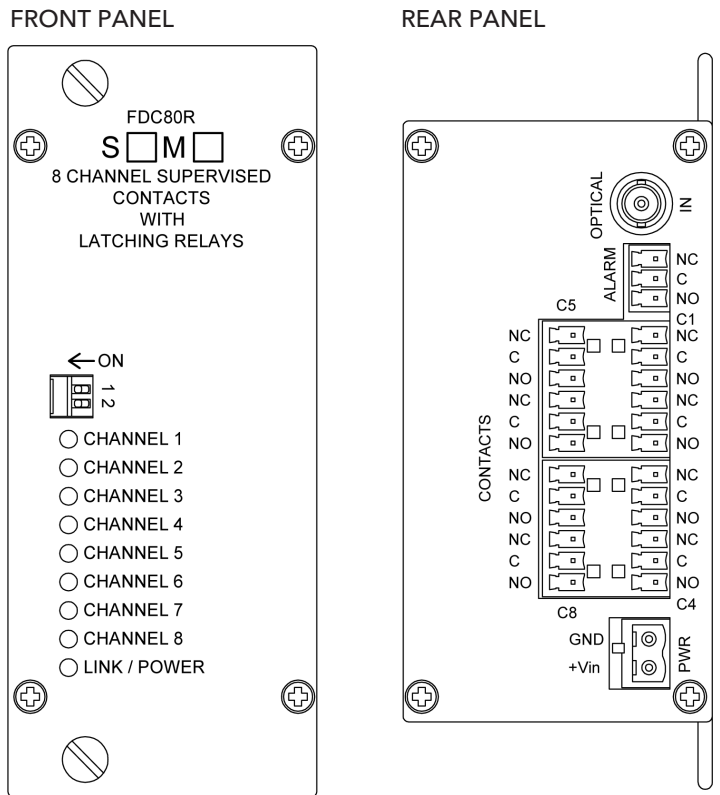 FRONT PANEL
FDC80R
S M
8 CHANNEL SUPERVISED
CONTACTS
WITH
LATCHING RELAYS
ON
1
2
CHANNEL 1
CHANNEL 2
CHANNEL 3
CHANNEL 4
CHANNEL 5
CHANNEL 6
CHANNEL 7
CHANNEL 8
LINK / POWER
REAR PANEL
OPTICAL
IN
ALARM
NC
C
NO
C5
C1
CONTACTS
NC NC
C C
NO NO
NC NC
C C
NO NO
NC NC
C C
NO NO
NC NC
C C
NO NO
C8
C4
GND
+Vin
PWR